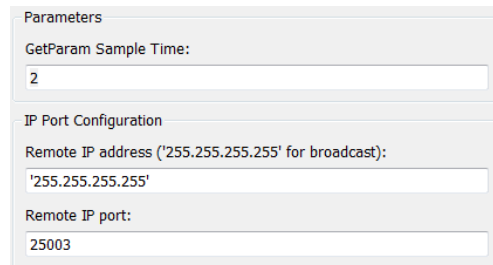 Parameters
GetParam Sample Time:
2
IP Port Configuration
Remote IP address ('255.255.255.255' for broadcast):
'255.255.255.255'
Remote IP port:
25003